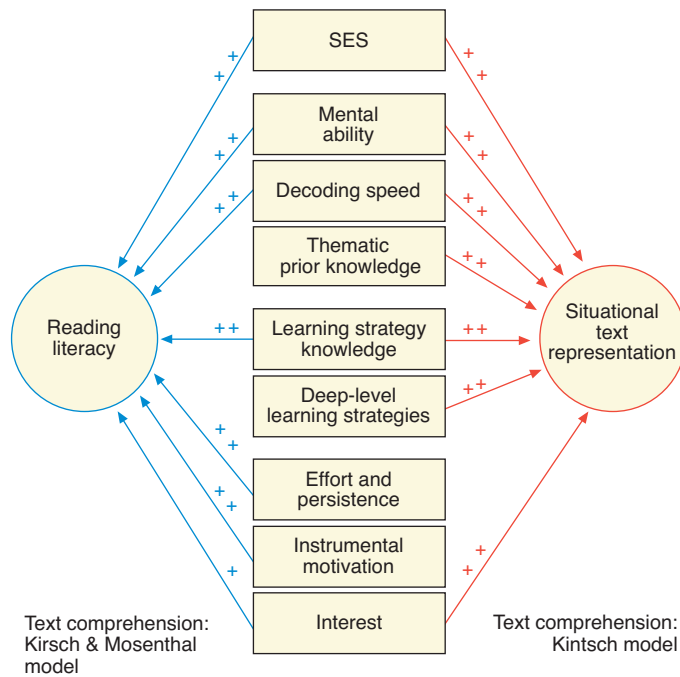 SES
+ +
+ +
Mental
ability
+ +
+ +
Decoding speed
+ +
+ +
Thematic
prior knowledge
++
Reading
literacy
++
Learning strategy
knowledge
++
Situational
text
representation
Deep-level
learning strategies
++
Effort and
persistence
+ +
Instrumental
motivation
+ +
Interest
+
+ +
Text comprehension:
Kirsch & Mosenthal
model
Text comprehension:
Kintsch model